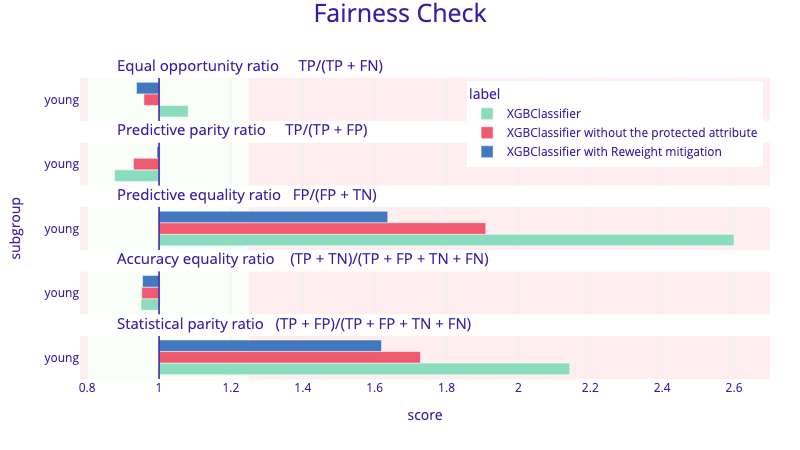 Fairness Check
Equal opportunity ratio TP/(TP + FN)
young
label
XGBClassifier
XGBClassifier without the protected attribute
XGBClassifier with Reweight mitigation
Predictive parity ratio TP/(TP + FP)
young
Predictive equality ratio FP/(FP + TN)
young
Accuracy equality ratio (TP + TN)/(TP + FP + TN + FN)
young
Statistical parity ratio (TP + FP)/(TP + FP + TN + FN)
young
subgroup
0.8 1 1.2 1.4 1.6 1.8 2 2.2 2.4 2.6
score